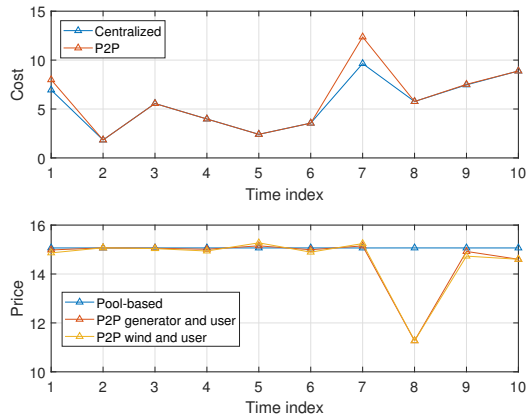 15
10
5
0
Cost
Centralized
P2P
1 2 3 4 5 6 7 8 9 10
Time index
16
14
12
10
Price
Pool-based
P2P generator and user
P2P wind and user
1 2 3 4 5 6 7 8 9 10
Time index